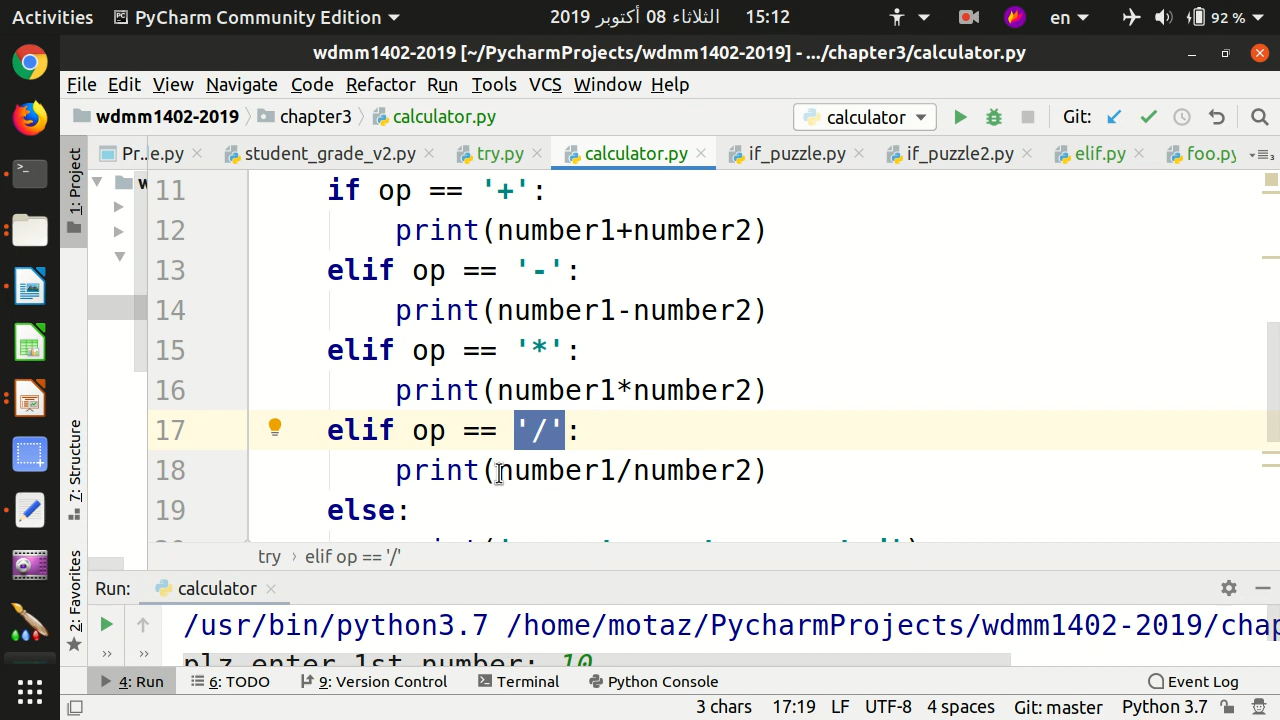 Activities PyCharm Community Edition الثلاثاء 08 أكتوبر 2019 15:12 en 92 %
wdmm1402-2019 [~/PycharmProjects/wdmm1402-2019] - .../chapter3/calculator.py
File Edit View Navigate Code Refactor Run Tools VCS Window Help
wdmm1402-2019 chapter3 calculator.py calculator Git:
1: Project
Pr..e.py student_grade_v2.py try.py calculator.py if_puzzle.py if_puzzle2.py elif.py foo.py
11 if op == '+':
12 print(number1+number2)
13 elif op == '-':
14 print(number1-number2)
15 elif op == '*':
16 print(number1*number2)
17 elif op == '/':
18 print(number1/number2)
19 else:
try › elif op == '/'
7: Structure
2: Favorites
Run: calculator
/usr/bin/python3.7 /home/motaz/PycharmProjects/wdmm1402-2019/chap
plz enter 1st number: 10
4: Run 6: TODO 9: Version Control Terminal Python Console Event Log
3 chars 17:19 LF UTF-8 4 spaces Git: master Python 3.7